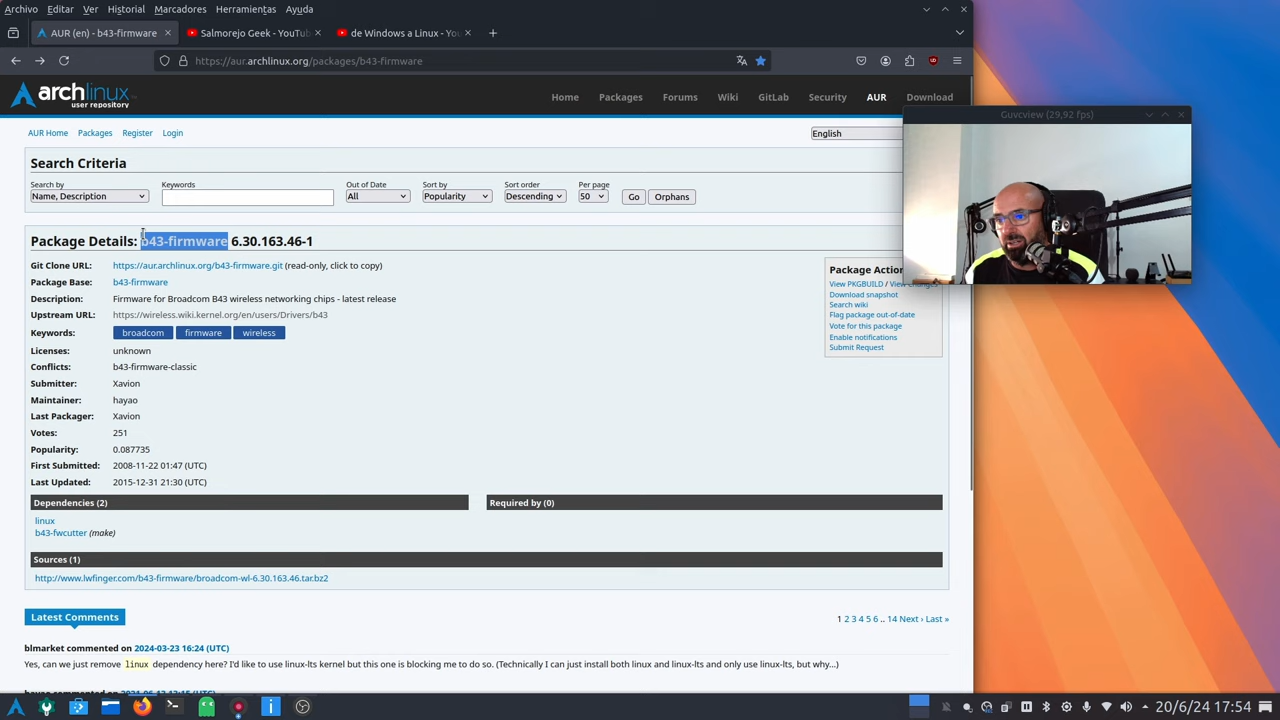 Archivo Editar Ver Historial Marcadores Herramientas Ayuda
AUR (en) - b43-firmware
Salmorejo Geek - YouTub
de Windows a Linux - You
https://aur.archlinux.org/packages/b43-firmware
archlinux
user repository
Home Packages Forums Wiki GitLab Security AUR Download
Guvcview (29,92 fps)
AUR Home Packages Register Login
English
Search Criteria
Search by Keywords Out of Date Sort by Sort order Per page
Name, Description All Popularity Descending 50 Go Orphans
Package Details: b43-firmware 6.30.163.46-1
Git Clone URL: https://aur.archlinux.org/b43-firmware.git (read-only, click to copy)
Package Base: b43-firmware
Description: Firmware for Broadcom B43 wireless networking chips - latest release
Upstream URL: https://wireless.wiki.kernel.org/en/users/Drivers/b43
Keywords: broadcom firmware wireless
Licenses: unknown
Conflicts: b43-firmware-classic
Submitter: Xavion
Maintainer: hayao
Last Packager: Xavion
Votes: 251
Popularity: 0.087735
First Submitted: 2008-11-22 01:47 (UTC)
Last Updated: 2015-12-31 21:30 (UTC)
Package Action
View PKGBUILD / View Changes
Download snapshot
Search wiki
Flag package out-of-date
Vote for this package
Enable notifications
Submit Request
Dependencies (2)
linux
b43-fwcutter (make)
Required by (0)
Sources (1)
http://www.lwfinger.com/b43-firmware/broadcom-wl-6.30.163.46.tar.bz2
Latest Comments
1 2 3 4 5 6 .. 14 Next › Last »
blmarket commented on 2024-03-23 16:24 (UTC)
Yes, can we just remove linux dependency here? I'd like to use linux-lts kernel but this one is blocking me to do so. (Technically I can just install both linux and linux-lts and only use linux-lts, but why...)
hayao commented on
20/6/24 17:54